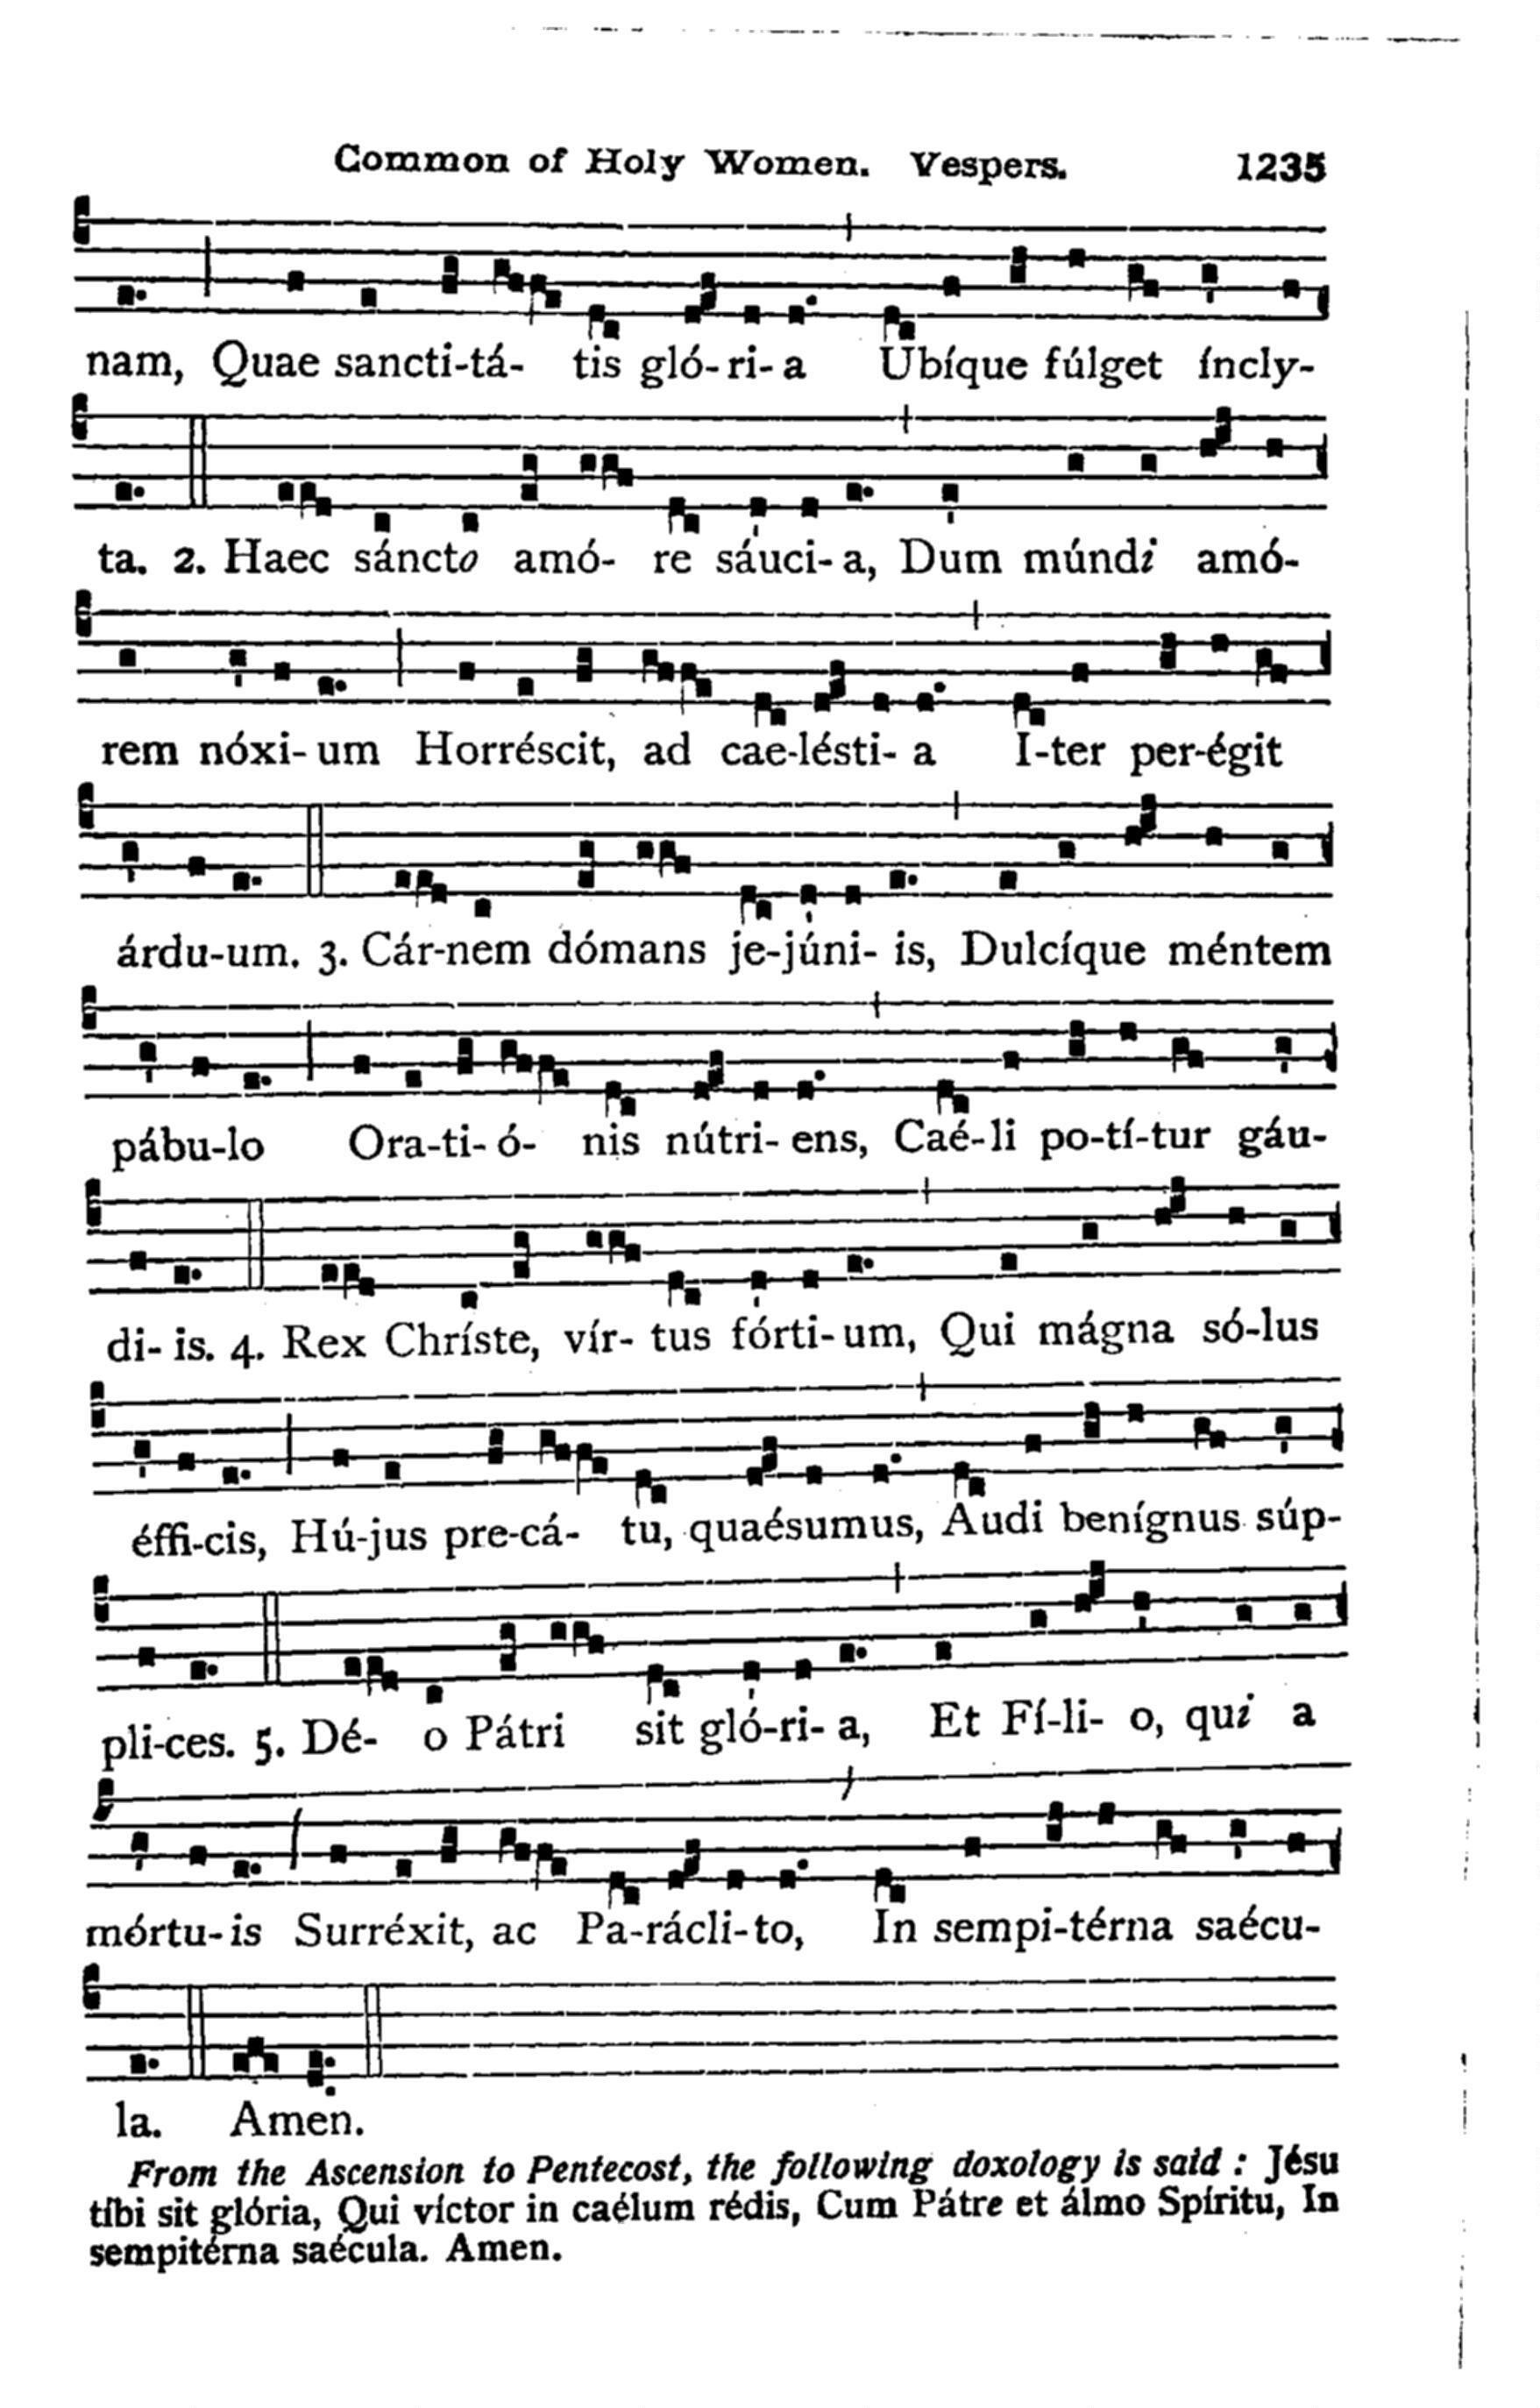 Common of Holy Women. Vespers. 1235
nam, Quae sancti-tá- tis gló-ri-a Ubíque fúlget íncly-
ta. 2. Haec sáncto amó- re sáuci-a, Dum múndi amó-
rem nóxi-um Horréscit, ad cae-lésti-a I-ter per-égit
árdu-um. 3. Cár-nem dómans je-júni-is, Dulcíque méntem
pábu-lo Ora-ti-ó- nis nútri-ens, Caé-li po-tí-tur gáu-
di-is. 4. Rex Chríste, vír- tus fórti-um, Qui mágna só-lus
éffi-cis, Hú-jus pre-cá- tu, quaésumus, Audi benígnus súp-
pli-ces. 5. Dé- o Pátri sit gló-ri-a, Et Fí-li- o, qui a
mórtu-is Surréxit, ac Pa-rácli-to, In sempi-térna saécu-
la. Amen.
From the Ascension to Pentecost, the following doxology is said : Jésu
tíbi sit glória, Qui víctor in caélum rédis, Cum Pátre et álmo Spíritu, In
sempitérna saécula. Amen.